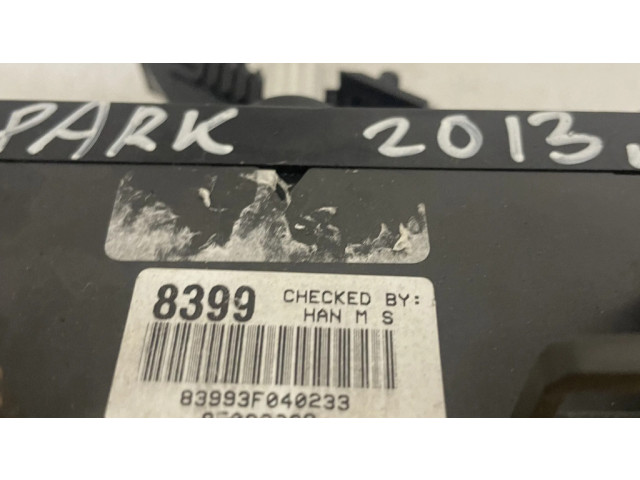 PARK 2013
8399 CHECKED BY:
HAN M S
83993F040233